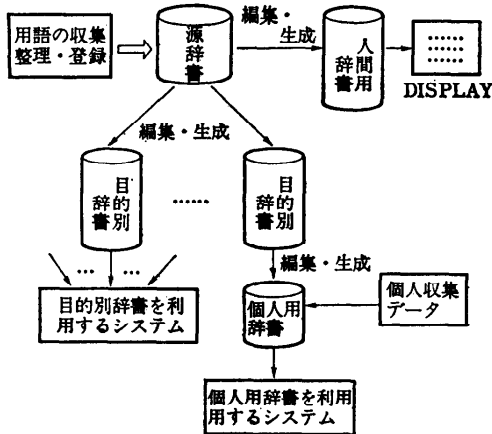 用語の収集
整理・登録
源辞書
編集・
生成
人間用
辞書
DISPLAY
編集・生成
目的別
辞書
……
目的別
辞書
… …
編集・生成
目的別辞書を利
用するシステム
個人用
辞書
個人収集
データ
個人用辞書を利用
用するシステム